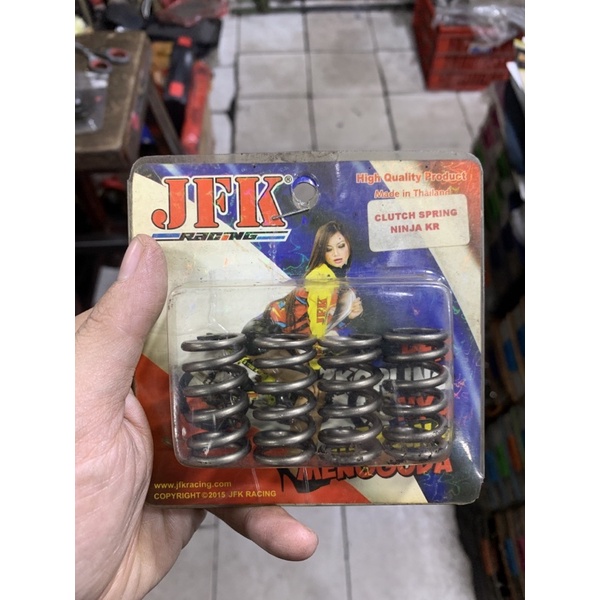 JFK®
RACING
High Quality Product
Made in Thailand
CLUTCH SPRING
NINJA KR
JFK
MENGGODA
www.jfkracing.com
COPYRIGHT ©2015 JFK RACING